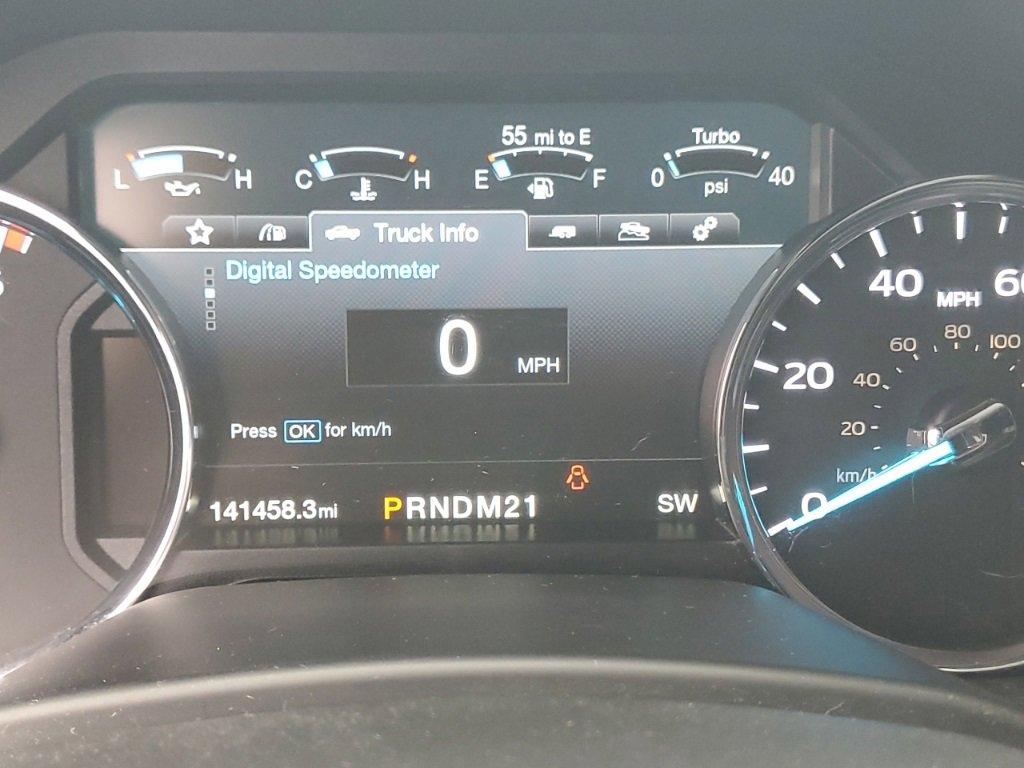 55 mi to E
Turbo
L H
C H
E F
0 40
psi
Truck Info
Digital Speedometer
0 MPH
Press OK for km/h
141458.3mi
PRNDM21
SW
0
20
40
60
MPH
km/h
20
40
60
80
100